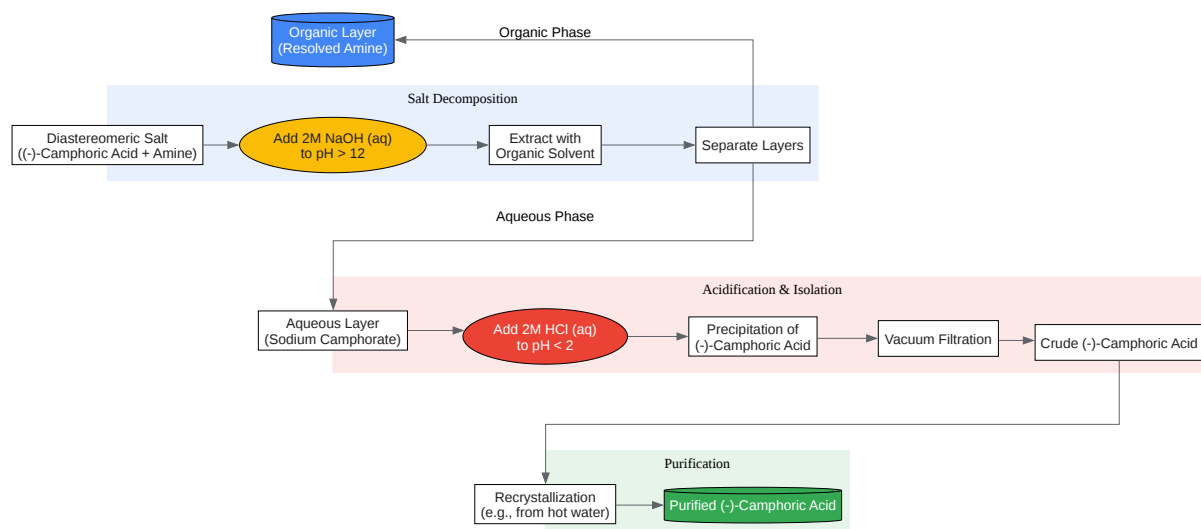 Organic Layer
(Resolved Amine)
Organic Phase
Salt Decomposition
Diastereomeric Salt
((-)-Camphoric Acid + Amine)
Add 2M NaOH (aq)
to pH > 12
Extract with
Organic Solvent
Separate Layers
Aqueous Phase
Acidification & Isolation
Aqueous Layer
(Sodium Camphorate)
Add 2M HCl (aq)
to pH < 2
Precipitation of
(-)-Camphoric Acid
Vacuum Filtration
Crude (-)-Camphoric Acid
Purification
Recrystallization
(e.g., from hot water)
Purified (-)-Camphoric Acid